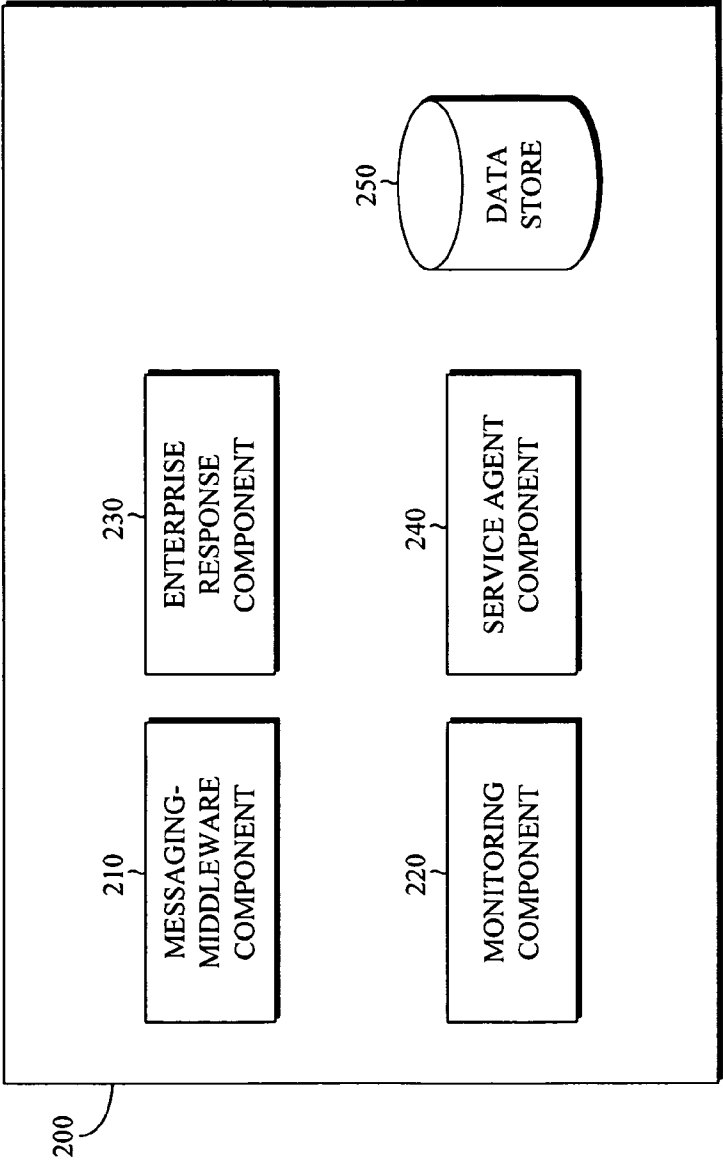 200
210
MESSAGING-
MIDDLEWARE
COMPONENT
230
ENTERPRISE
RESPONSE
COMPONENT
220
MONITORING
COMPONENT
240
SERVICE AGENT
COMPONENT
250
DATA
STORE